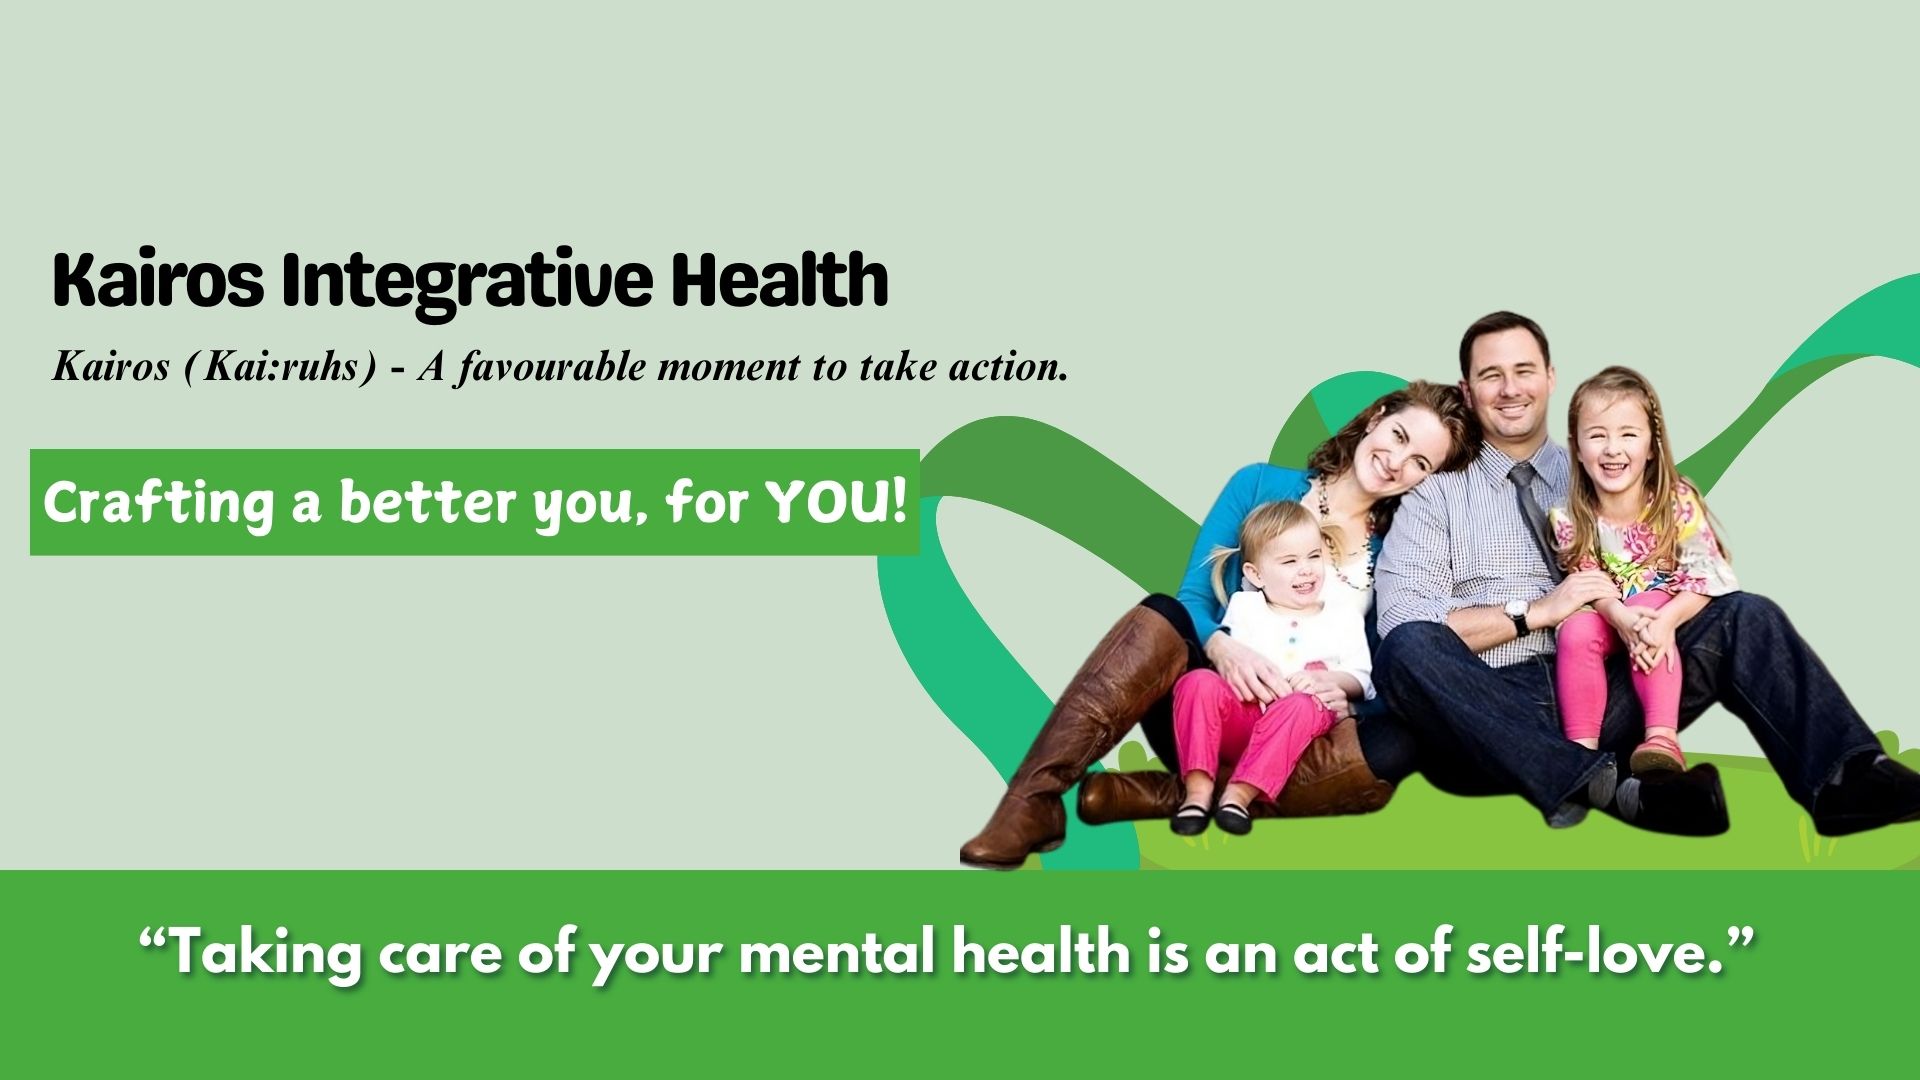 Kairos Integrative Health
Kairos (Kai:ruhs) - A favourable moment to take action.
Crafting a better you, for YOU!
“Taking care of your mental health is an act of self-love.”